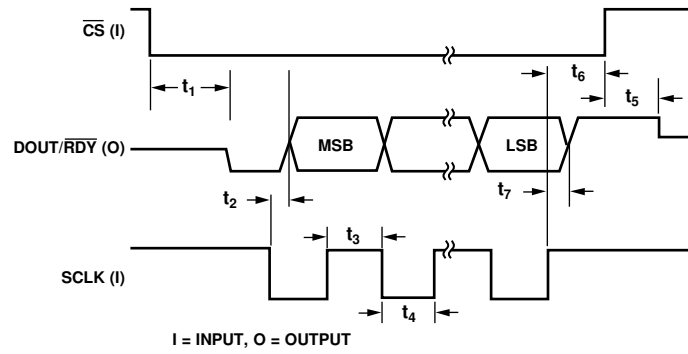 CS (I)
t6
t1
t5
DOUT/RDY (O)
MSB
LSB
t2
t7
t3
SCLK (I)
t4
I = INPUT, O = OUTPUT